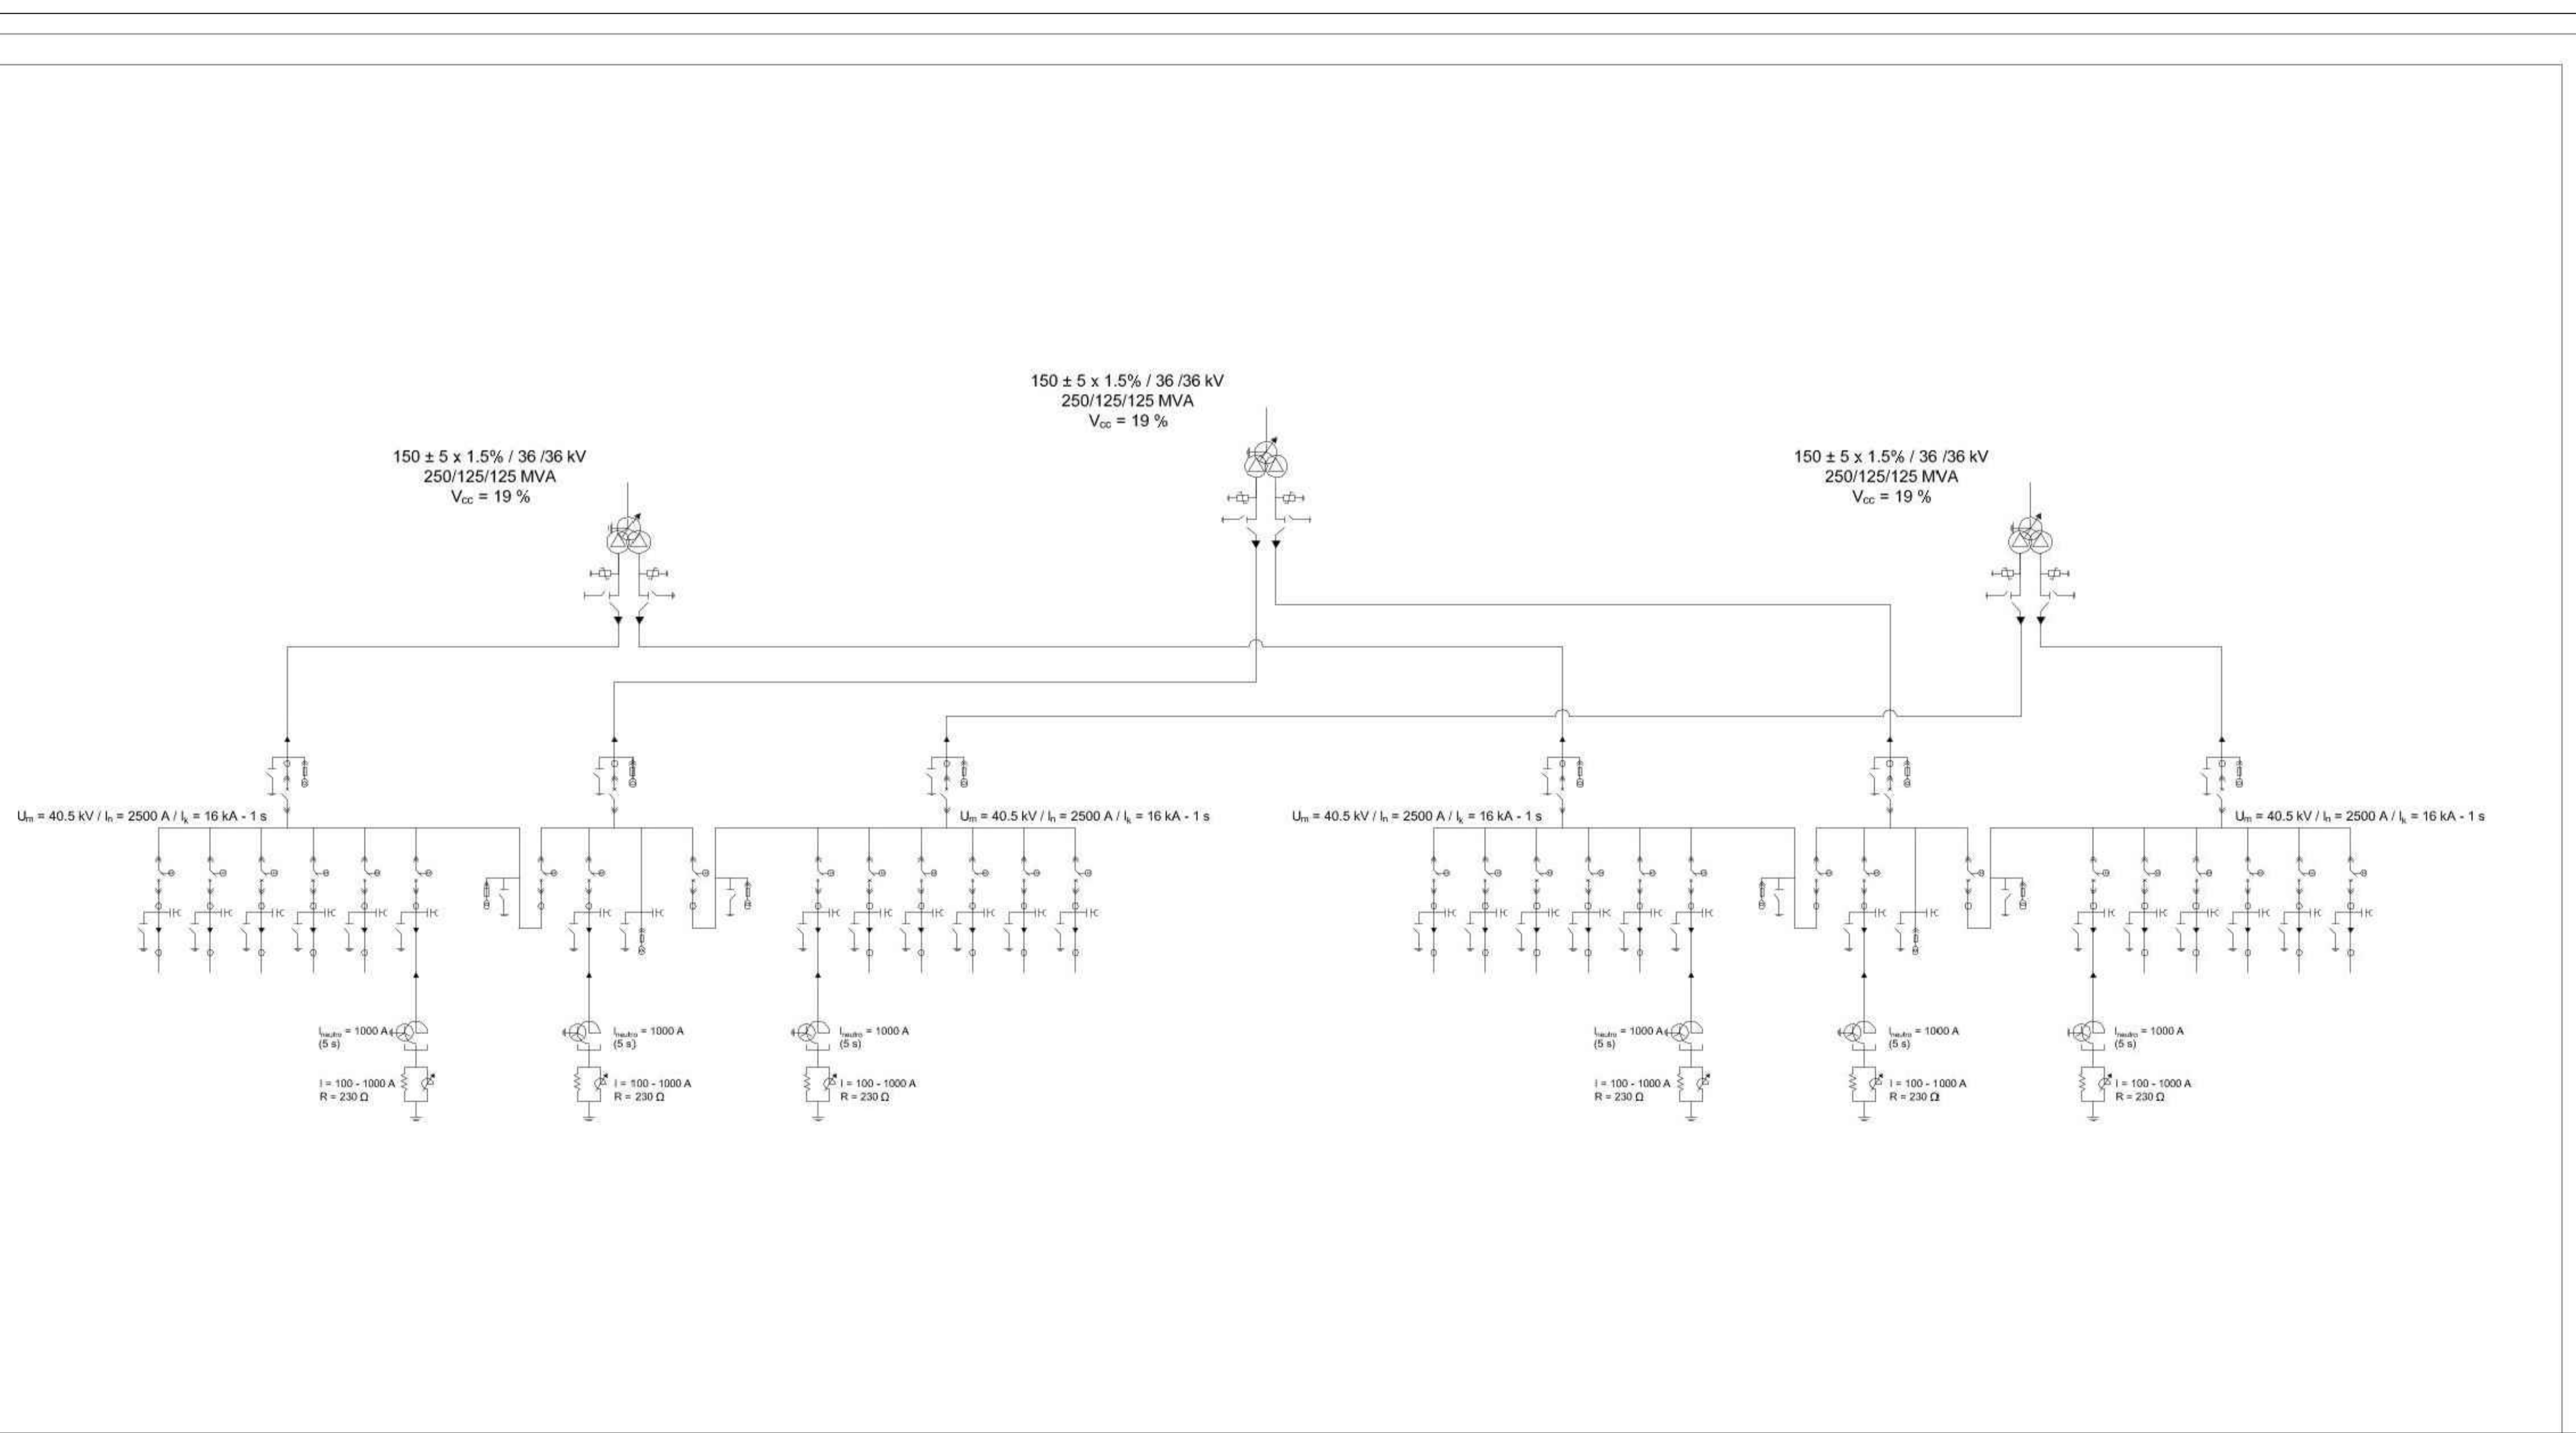 150 ± 5 x 1.5% / 36 /36 kV
250/125/125 MVA
Vcc = 19 %
150 ± 5 x 1.5% / 36 /36 kV
250/125/125 MVA
Vcc = 19 %
150 ± 5 x 1.5% / 36 /36 kV
250/125/125 MVA
Vcc = 19 %
Um = 40.5 kV / In = 2500 A / Ik = 16 kA - 1 s
Um = 40.5 kV / In = 2500 A / Ik = 16 kA - 1 s
Um = 40.5 kV / In = 2500 A / Ik = 16 kA - 1 s
Um = 40.5 kV / In = 2500 A / Ik = 16 kA - 1 s
Ineutro = 1000 A
(5 s)
I = 100 - 1000 A
R = 230 Ω
Ineutro = 1000 A
(5 s)
I = 100 - 1000 A
R = 230 Ω
Ineutro = 1000 A
(5 s)
I = 100 - 1000 A
R = 230 Ω
Ineutro = 1000 A
(5 s)
I = 100 - 1000 A
R = 230 Ω
Ineutro = 1000 A
(5 s)
I = 100 - 1000 A
R = 230 Ω
Ineutro = 1000 A
(5 s)
I = 100 - 1000 A
R = 230 Ω